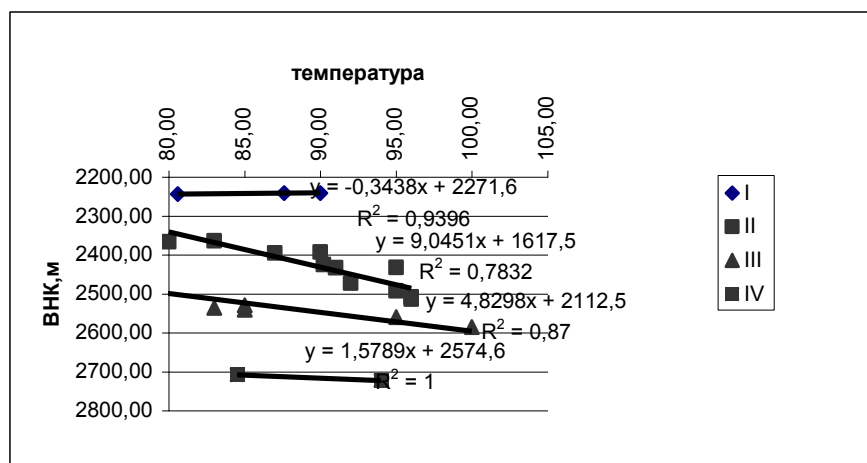 температура
80,00
85,00
90,00
95,00
100,00
105,00
ВНК,м
2200,00
2300,00
2400,00
2500,00
2600,00
2700,00
2800,00
y = -0,3438x + 2271,6
R² = 0,9396
y = 9,0451x + 1617,5
R² = 0,7832
y = 4,8298x + 2112,5
R² = 0,87
y = 1,5789x + 2574,6
R² = 1
I
II
III
IV